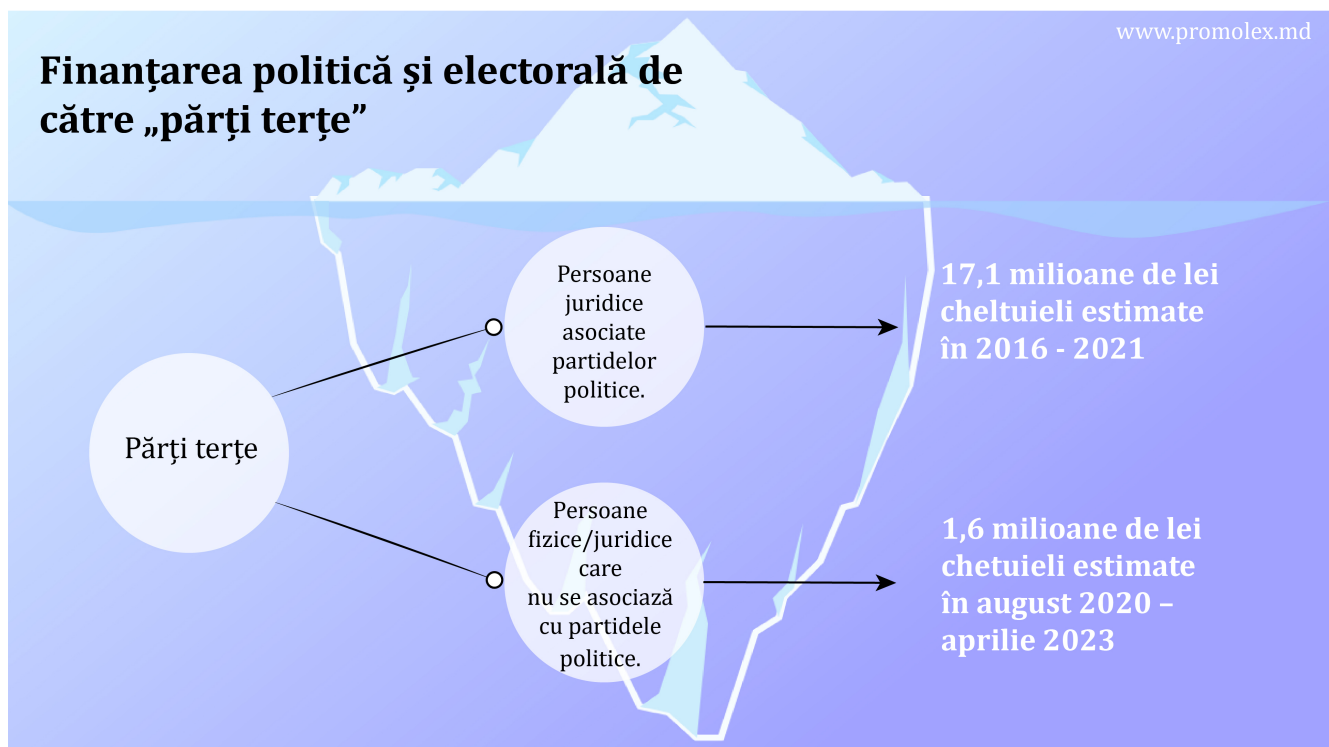 www.promolex.md
Finanțarea politică și electorală de
către „părți terțe”
Persoane
juridice
asociate
partidelor
politice.
17,1 milioane de lei
cheltuieli estimate
în 2016 - 2021
Părți terțe
Persoane
fizice/juridice
care
nu se asociază
cu partidele
politice.
1,6 milioane de lei
chetuieli estimate
în august 2020 –
aprilie 2023